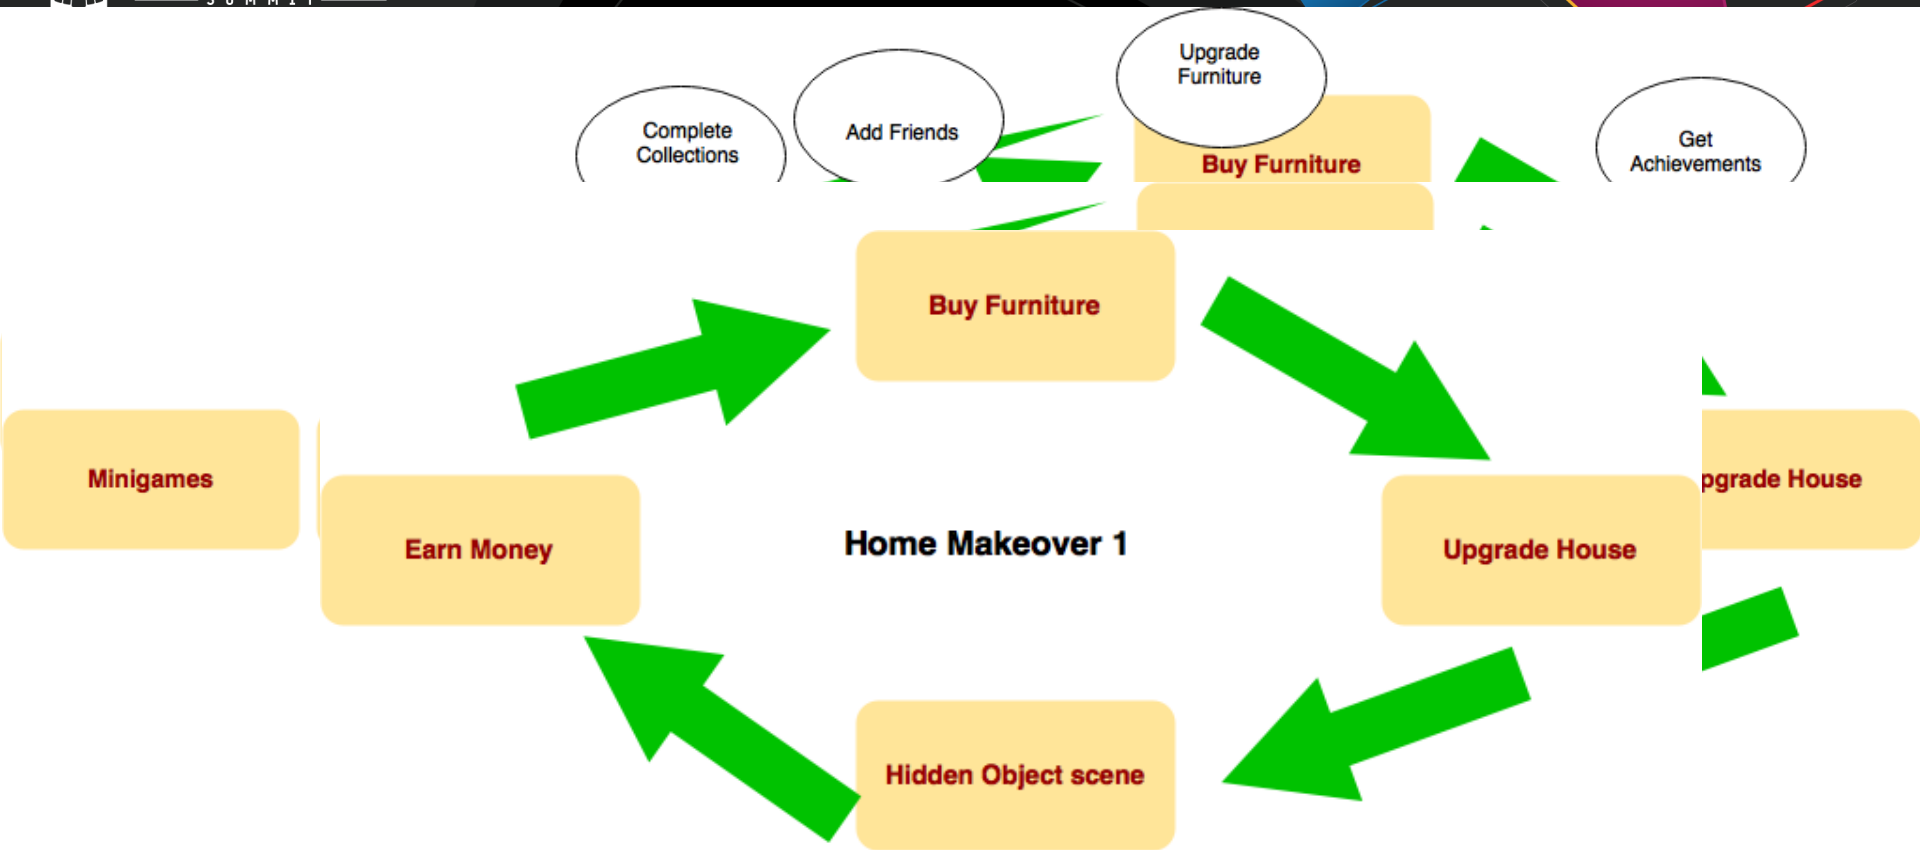 SUMMIT
Upgrade
Furniture
Complete
Collections
Add Friends
Get
Achievements
Buy Furniture
Buy Furniture
Minigames
pgrade House
Earn Money
Home Makeover 1
Upgrade House
Hidden Object scene